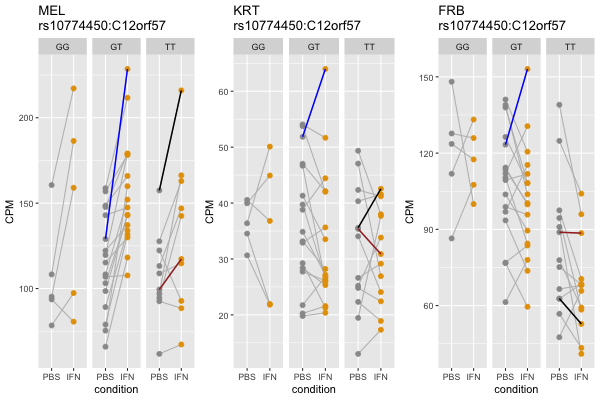 MEL
rs10774450:C12orf57
GG GT TT
CPM
200
150
100
PBS IFN PBS IFN PBS IFN
condition
KRT
rs10774450:C12orf57
GG GT TT
CPM
60
50
40
30
20
PBS IFN PBS IFN PBS IFN
condition
FRB
rs10774450:C12orf57
GG GT TT
CPM
150
120
90
60
PBS IFN PBS IFN PBS IFN
condition